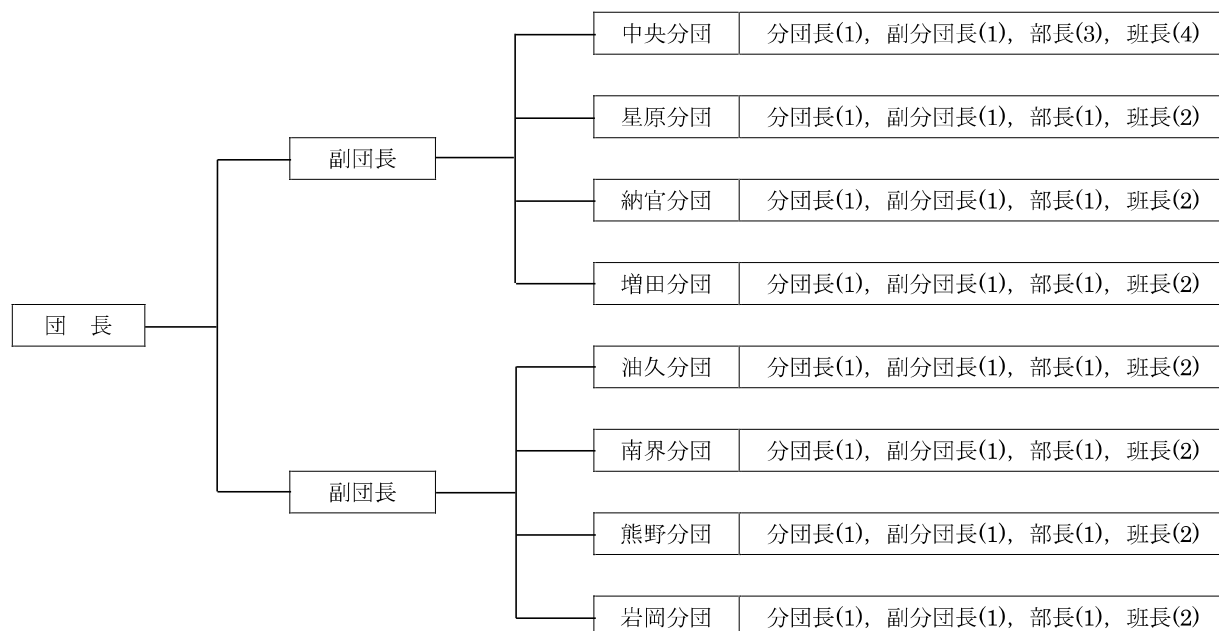 中央分団 分団長(1), 副分団長(1), 部長(3), 班長(4)
星原分団 分団長(1), 副分団長(1), 部長(1), 班長(2)
副団長
納官分団 分団長(1), 副分団長(1), 部長(1), 班長(2)
増田分団 分団長(1), 副分団長(1), 部長(1), 班長(2)
団 長
油久分団 分団長(1), 副分団長(1), 部長(1), 班長(2)
南界分団 分団長(1), 副分団長(1), 部長(1), 班長(2)
副団長
熊野分団 分団長(1), 副分団長(1), 部長(1), 班長(2)
岩岡分団 分団長(1), 副分団長(1), 部長(1), 班長(2)